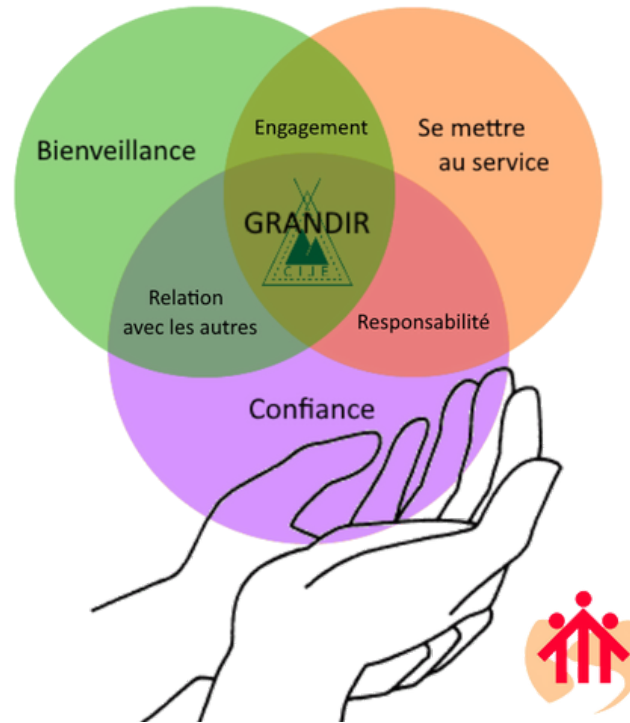 Bienveillance
Engagement
Se mettre
au service
GRANDIR
CIJE
Relation
avec les autres
Responsabilité
Confiance